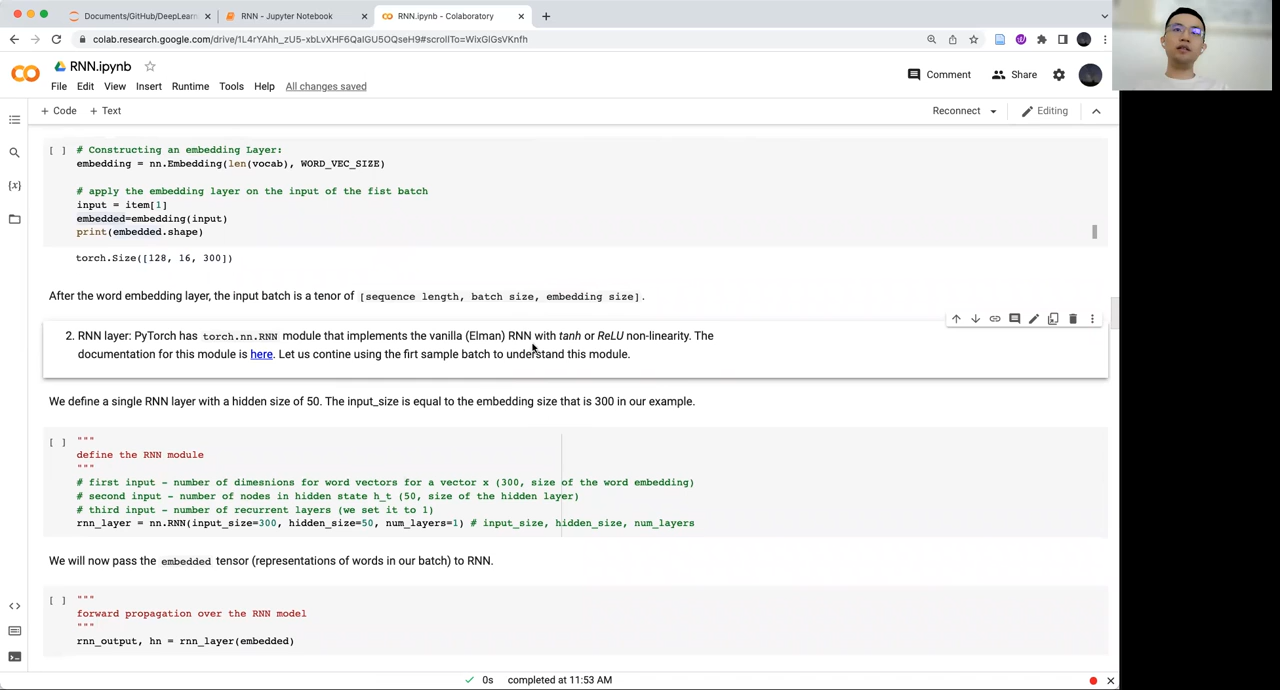 Documents/GitHub/DeepLearn
RNN - Jupyter Notebook
RNN.ipynb - Colaboratory
colab.research.google.com/drive/1L4rYAhh_zU5-xbLvXHF6QaIGU5OQseH9#scrollTo=WixGlGsVKnfh
RNN.ipynb
File Edit View Insert Runtime Tools Help All changes saved
Comment Share
+ Code + Text
Reconnect Editing
[ ] # Constructing an embedding Layer:
embedding = nn.Embedding(len(vocab), WORD_VEC_SIZE)
# apply the embedding layer on the input of the fist batch
input = item[1]
embedded=embedding(input)
print(embedded.shape)
torch.Size([128, 16, 300])
After the word embedding layer, the input batch is a tenor of [sequence length, batch size, embedding size].
2. RNN layer: PyTorch has torch.nn.RNN module that implements the vanilla (Elman) RNN with tanh or ReLU non-linearity. The
documentation for this module is here. Let us contine using the firt sample batch to understand this module.
We define a single RNN layer with a hidden size of 50. The input_size is equal to the embedding size that is 300 in our example.
[ ] """
define the RNN module
"""
# first input - number of dimesnions for word vectors for a vector x (300, size of the word embedding)
# second input - number of nodes in hidden state h_t (50, size of the hidden layer)
# third input - number of recurrent layers (we set it to 1)
rnn_layer = nn.RNN(input_size=300, hidden_size=50, num_layers=1) # input_size, hidden_size, num_layers
We will now pass the embedded tensor (representations of words in our batch) to RNN.
[ ] """
forward propagation over the RNN model
"""
rnn_output, hn = rnn_layer(embedded)
0s completed at 11:53 AM